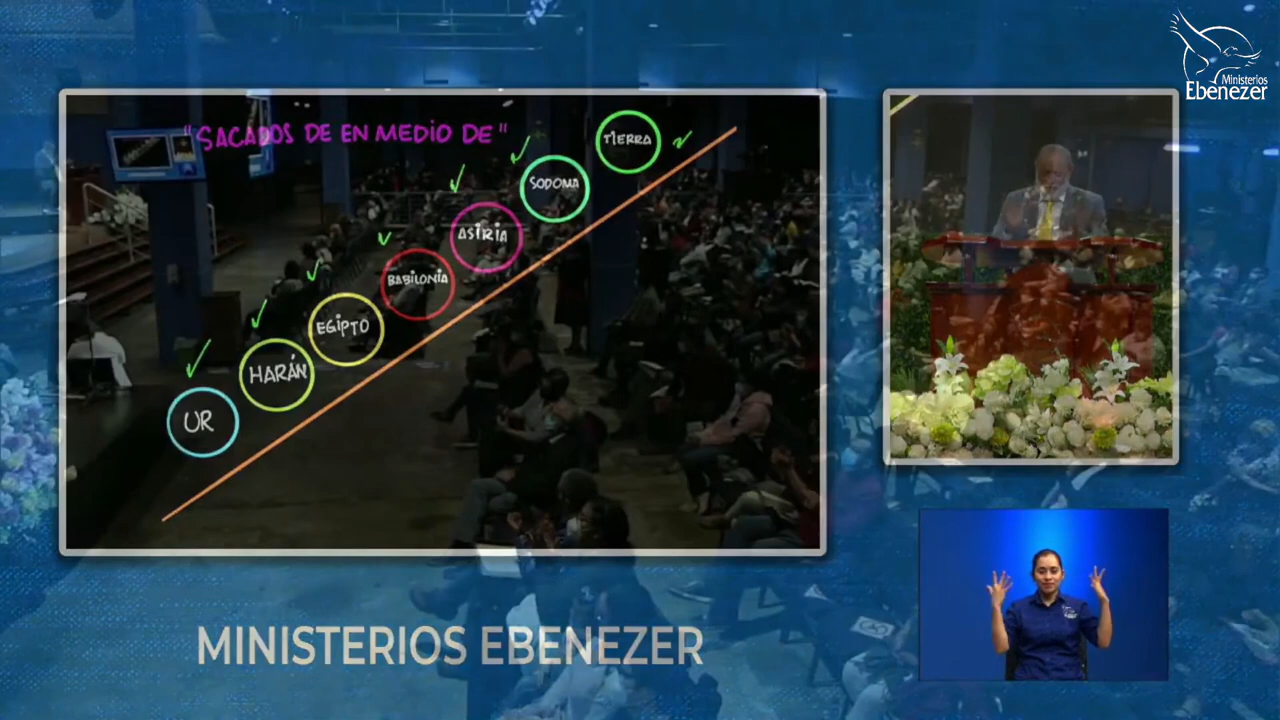 "SACADOS DE EN MEDIO DE"
TIERRA
SODOMA
ASIRIA
BABILONIA
EGIPTO
HARÁN
UR
Ministerios
Ebenezer
MINISTERIOS EBENEZER